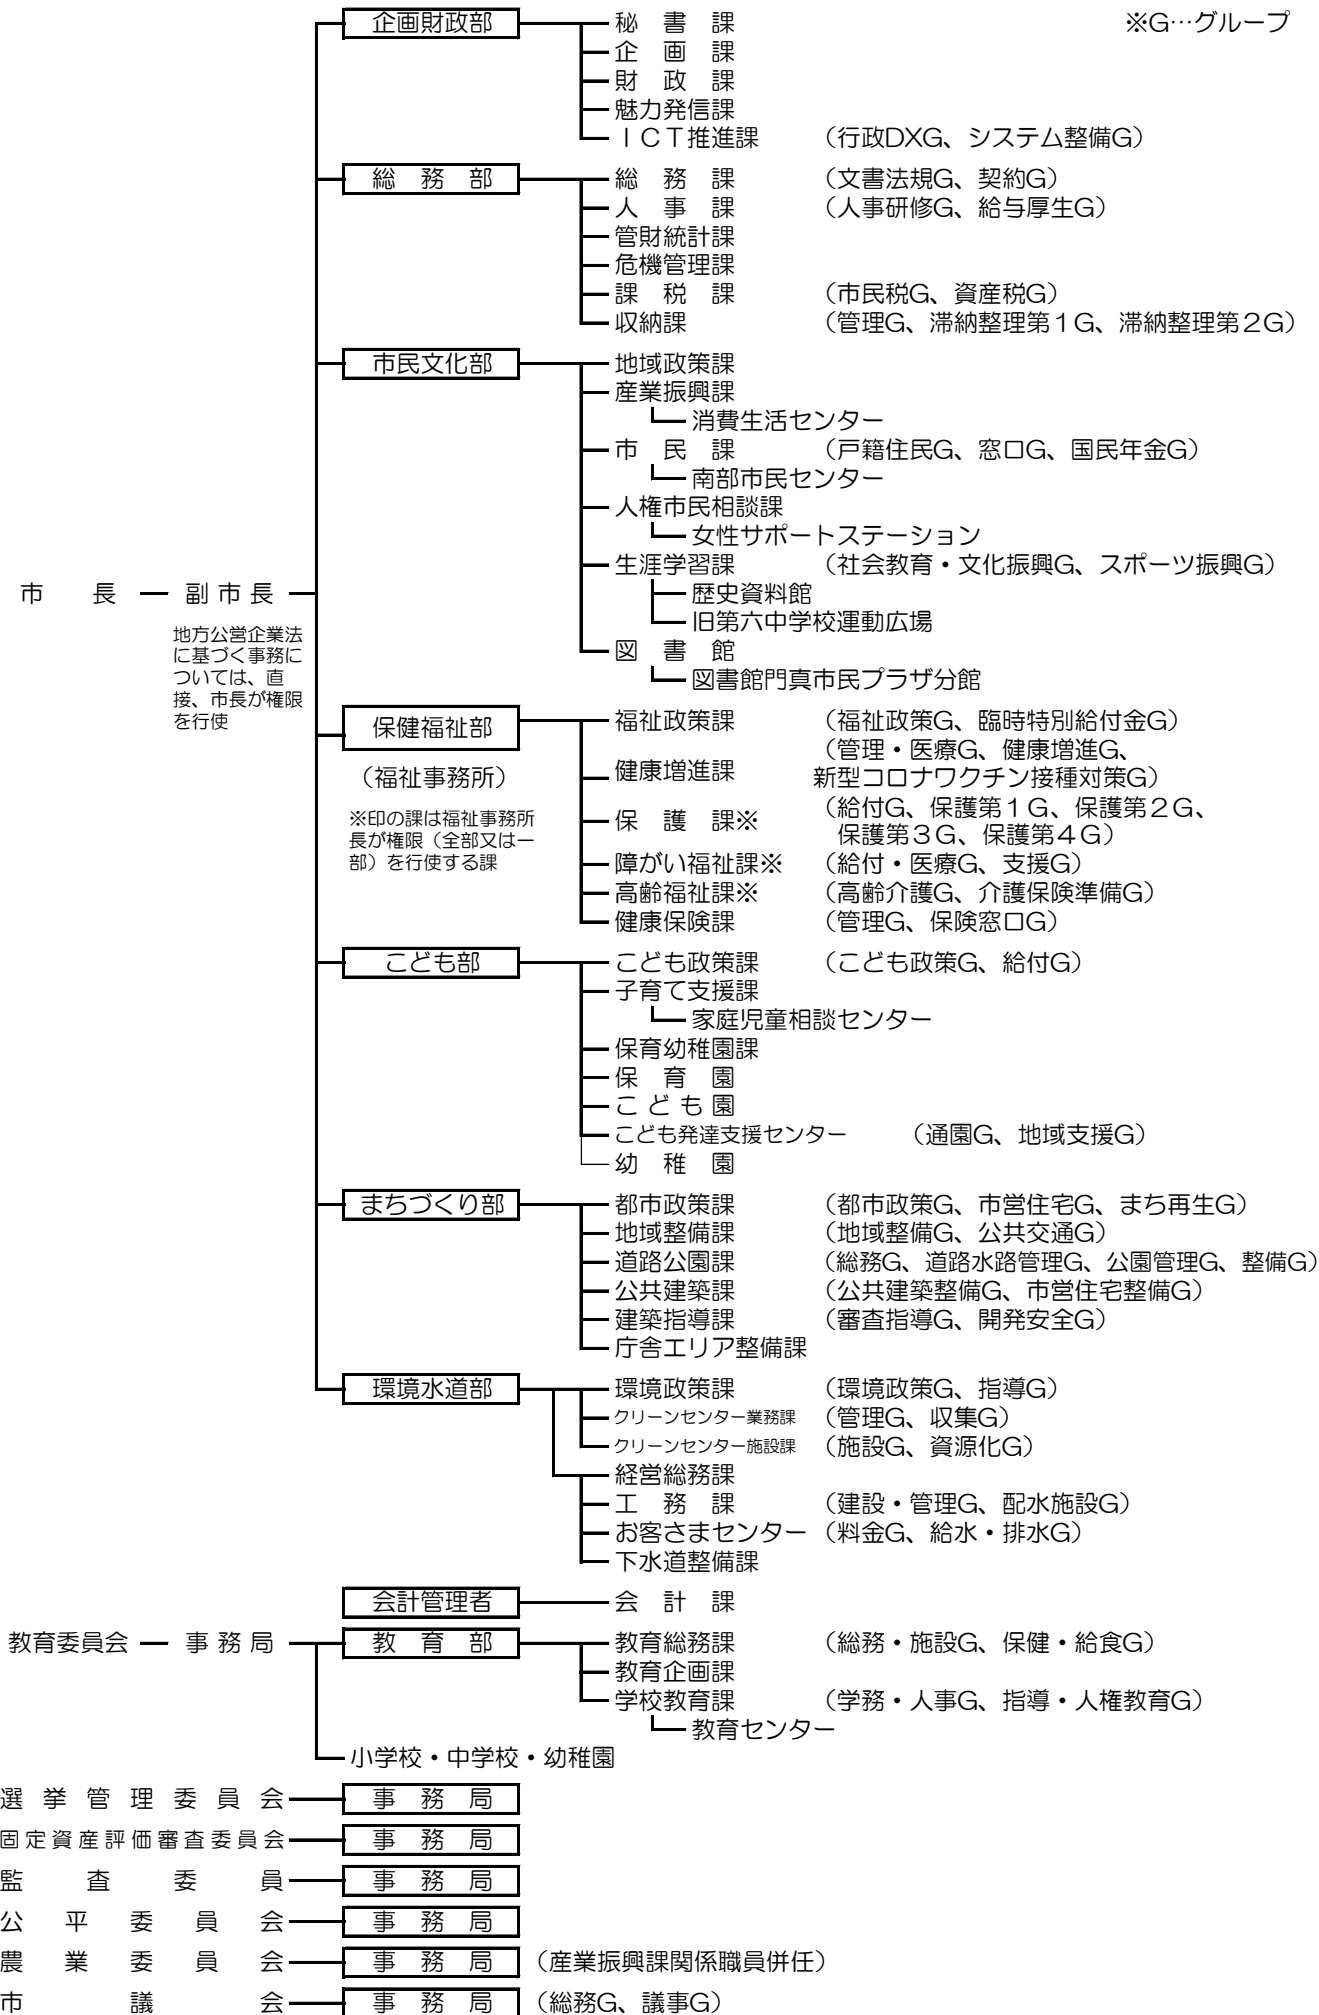 企画財政部 秘書課 ※G…グループ
企画課
財政課
魅力発信課
ICT推進課 （行政DXG、システム整備G）
総務部 総務課 （文書法規G、契約G）
人事課 （人事研修G、給与厚生G）
管財統計課
危機管理課
課税課 （市民税G、資産税G）
収納課 （管理G、滞納整理第１G、滞納整理第２G）
市民文化部 地域政策課
産業振興課
消費生活センター
市民課 （戸籍住民G、窓口G、国民年金G）
南部市民センター
人権市民相談課
女性サポートステーション
生涯学習課 （社会教育・文化振興G、スポーツ振興G）
市長 副市長 歴史資料館
旧第六中学校運動広場
地方公営企業法
に基づく事務に
ついては、直
接、市長が権限
を行使
図書館
図書館門真市民プラザ分館
保健福祉部 福祉政策課 （福祉政策G、臨時特別給付金G）
（福祉事務所）
※印の課は福祉事務所
長が権限（全部又は一
部）を行使する課
健康増進課 （管理・医療G、健康増進G、
新型コロナワクチン接種対策G）
保護課※ （給付G、保護第１G、保護第２G、
保護第３G、保護第４G）
障がい福祉課※ （給付・医療G、支援G）
高齢福祉課※ （高齢介護G、介護保険準備G）
健康保険課 （管理G、保険窓口G）
こども部 こども政策課 （こども政策G、給付G）
子育て支援課
家庭児童相談センター
保育幼稚園課
保育園
こども園
こども発達支援センター （通園G、地域支援G）
幼稚園
まちづくり部 都市政策課 （都市政策G、市営住宅G、まち再生G）
地域整備課 （地域整備G、公共交通G）
道路公園課 （総務G、道路水路管理G、公園管理G、整備G）
公共建築課 （公共建築整備G、市営住宅整備G）
建築指導課 （審査指導G、開発安全G）
庁舎エリア整備課
環境水道部 環境政策課 （環境政策G、指導G）
クリーンセンター業務課 （管理G、収集G）
クリーンセンター施設課 （施設G、資源化G）
経営総務課
工務課 （建設・管理G、配水施設G）
お客さまセンター （料金G、給水・排水G）
下水道整備課
会計管理者 会計課
教育委員会 事務局 教育部 教育総務課 （総務・施設G、保健・給食G）
教育企画課
学校教育課 （学務・人事G、指導・人権教育G）
教育センター
小学校・中学校・幼稚園
選挙管理委員会 事務局
固定資産評価審査委員会 事務局
監査委員 事務局
公平委員会 事務局
農業委員会 事務局 （産業振興課関係職員併任）
市議会 事務局 （総務G、議事G）